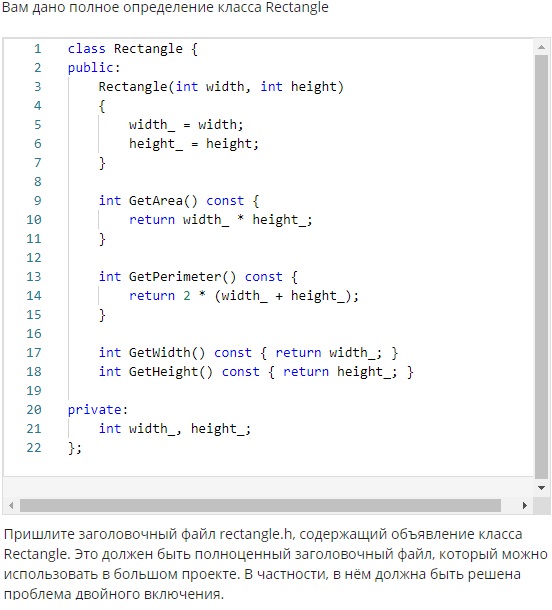 Вам дано полное определение класса Rectangle
1 class Rectangle {
2 public:
3     Rectangle(int width, int height)
4     {
5         width_ = width;
6         height_ = height;
7     }
8
9     int GetArea() const {
10         return width_ * height_;
11     }
12
13     int GetPerimeter() const {
14         return 2 * (width_ + height_);
15     }
16
17     int GetWidth() const { return width_; }
18     int GetHeight() const { return height_; }
19
20 private:
21     int width_, height_;
22 };
Пришлите заголовочный файл rectangle.h, содержащий объявление класса
Rectangle. Это должен быть полноценный заголовочный файл, который можно
использовать в большом проекте. В частности, в нём должна быть решена
проблема двойного включения.